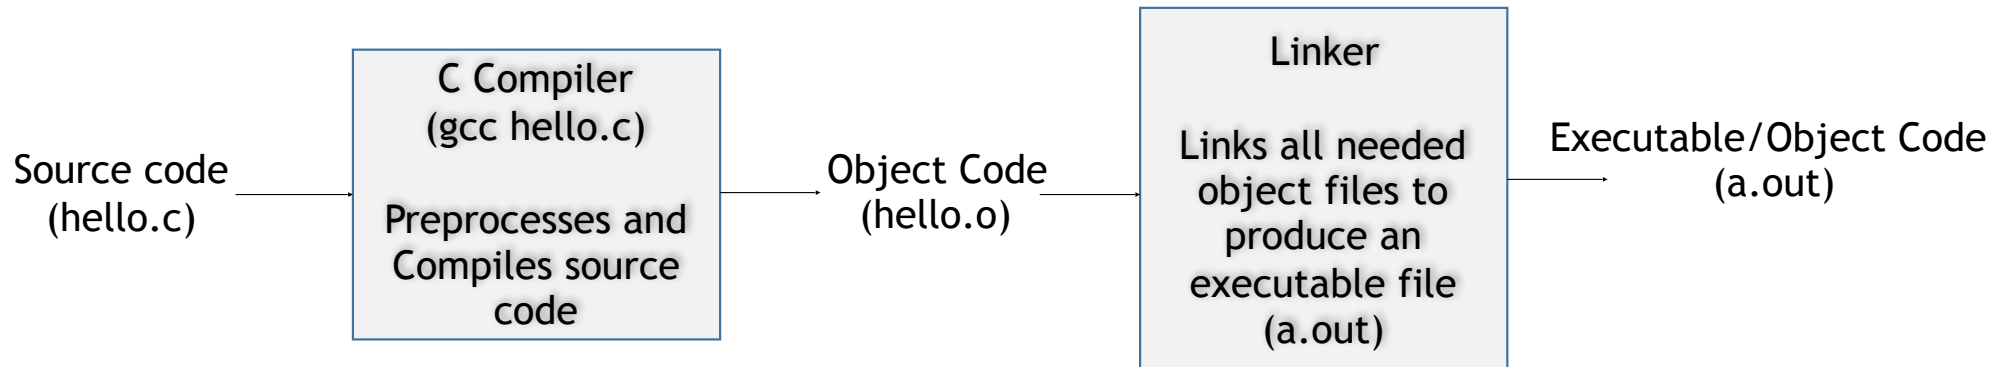 Source code
(hello.c)
C Compiler
(gcc hello.c)
Preprocesses and
Compiles source
code
Object Code
(hello.o)
Linker
Links all needed
object files to
produce an
executable file
(a.out)
Executable/Object Code
(a.out)